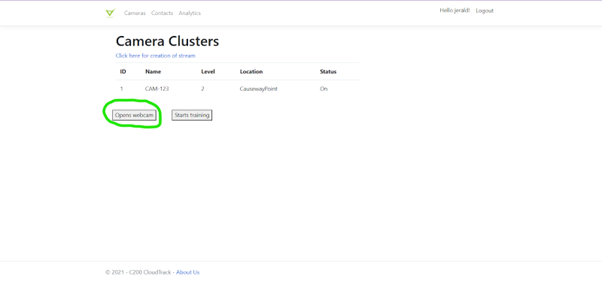 Cameras Contacts Analytics Hello jerald! Logout
Camera Clusters
Click here for creation of stream
ID Name Level Location Status
1 CAM-123 2 CausewayPoint On
Opens webcam Starts training
© 2021 - C200 CloudTrack - About Us